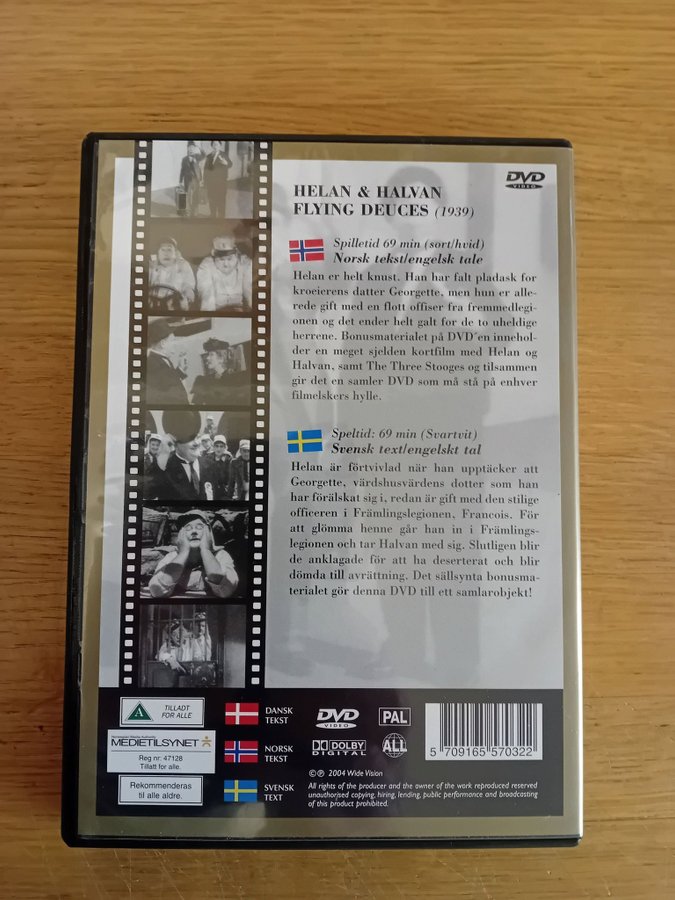 DVD
VIDEO
HELAN & HALVAN
FLYING DEUCES (1939)
Spilletid 69 min (sort/hvid)
Norsk tekst/engelsk tale
Helan er helt knust. Han har falt pladask for
kroeierens datter Georgette, men hun er alle-
rede gift med en flott offiser fra fremmedlegi-
onen og det ender helt galt for de to uheldige
herrene. Bonusmaterialet på DVD´en innehol-
der en meget sjelden kortfilm med Helan og
Halvan, samt The Three Stooges og tilsammen
gir det en samler DVD som må stå på enhver
filmelskers hylle.
Speltid: 69 min (Svartvit)
Svensk text/engelskt tal
Helan är förtvivlad när han upptäcker att
Georgette, värdshusvärdens dotter som han
har förälskat sig i, redan är gift med den stilige
officeren i Främlingslegionen, Francois. För
att glömma henne går han in i Främlings-
legionen och tar Halvan med sig. Slutligen blir
de anklagade för att ha deserterat och blir
dömda till avrättning. Det sällsynta bonusma-
terialet gör denna DVD till ett samlarobjekt!
A
TILLADT
FOR ALLE
Norwegian Media Authority
MEDIETILSYNET
Reg nr: 47128
Tillatt for alle.
Rekommenderas
til alle aldre.
DANSK
TEKST
NORSK
TEKST
SVENSK
TEXT
DVD
VIDEO
PAL
DOLBY
DIGITAL
ALL
©℗ 2004 Wide Vision
All rights of the producer and the owner of the work reproduced reserved
unauthorised copying, hiring, lending, public performance and broadcasting
of this product prohibited.
5 709165 570322